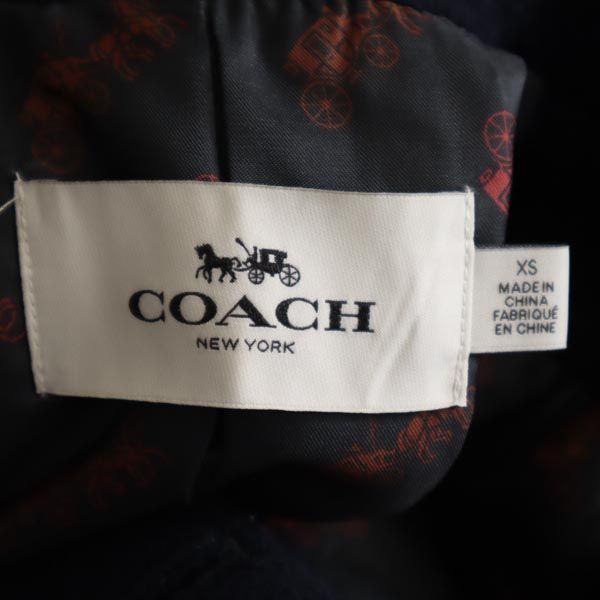 COACH
NEW YORK
XS
MADE IN
CHINA
FABRIQUÉ
EN CHINE